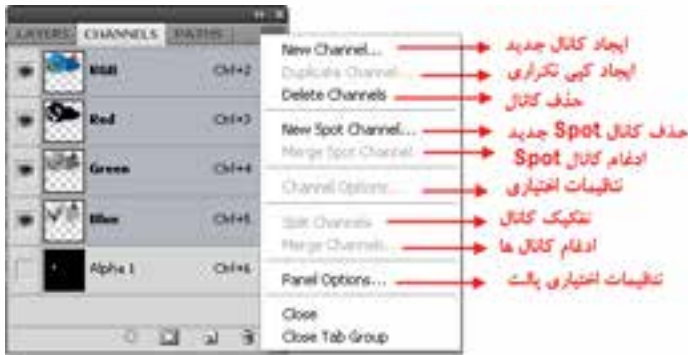 LAYERS CHANNELS PATHS
RGB Ctrl+2
Red Ctrl+3
Green Ctrl+4
Blue Ctrl+5
Alpha 1 Ctrl+6
New Channel... ایجاد کانال جدید
Duplicate Channel... ایجاد کپی تکراری
Delete Channels حذف کانال
New Spot Channel... حذف کانال Spot جدید
Merge Spot Channel ادغام کانال Spot
Channel Options... تنظیمات اختیاری
Split Channels تفکیک کانال
Merge Channels... ادغام کانال ها
Panel Options... تنظیمات اختیاری پالت
Close
Close Tab Group